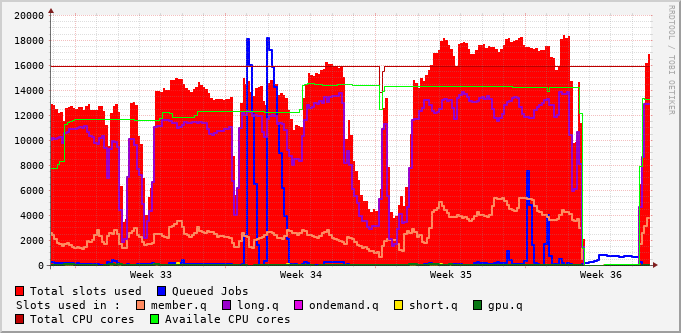 20000
18000
16000
14000
12000
10000
8000
6000
4000
2000
0
Week 33 Week 34 Week 35 Week 36
RRDTOOL / TOBI OETIKER
Total slots used Queued Jobs
Slots used in : member.q long.q ondemand.q short.q gpu.q
Total CPU cores Availale CPU cores